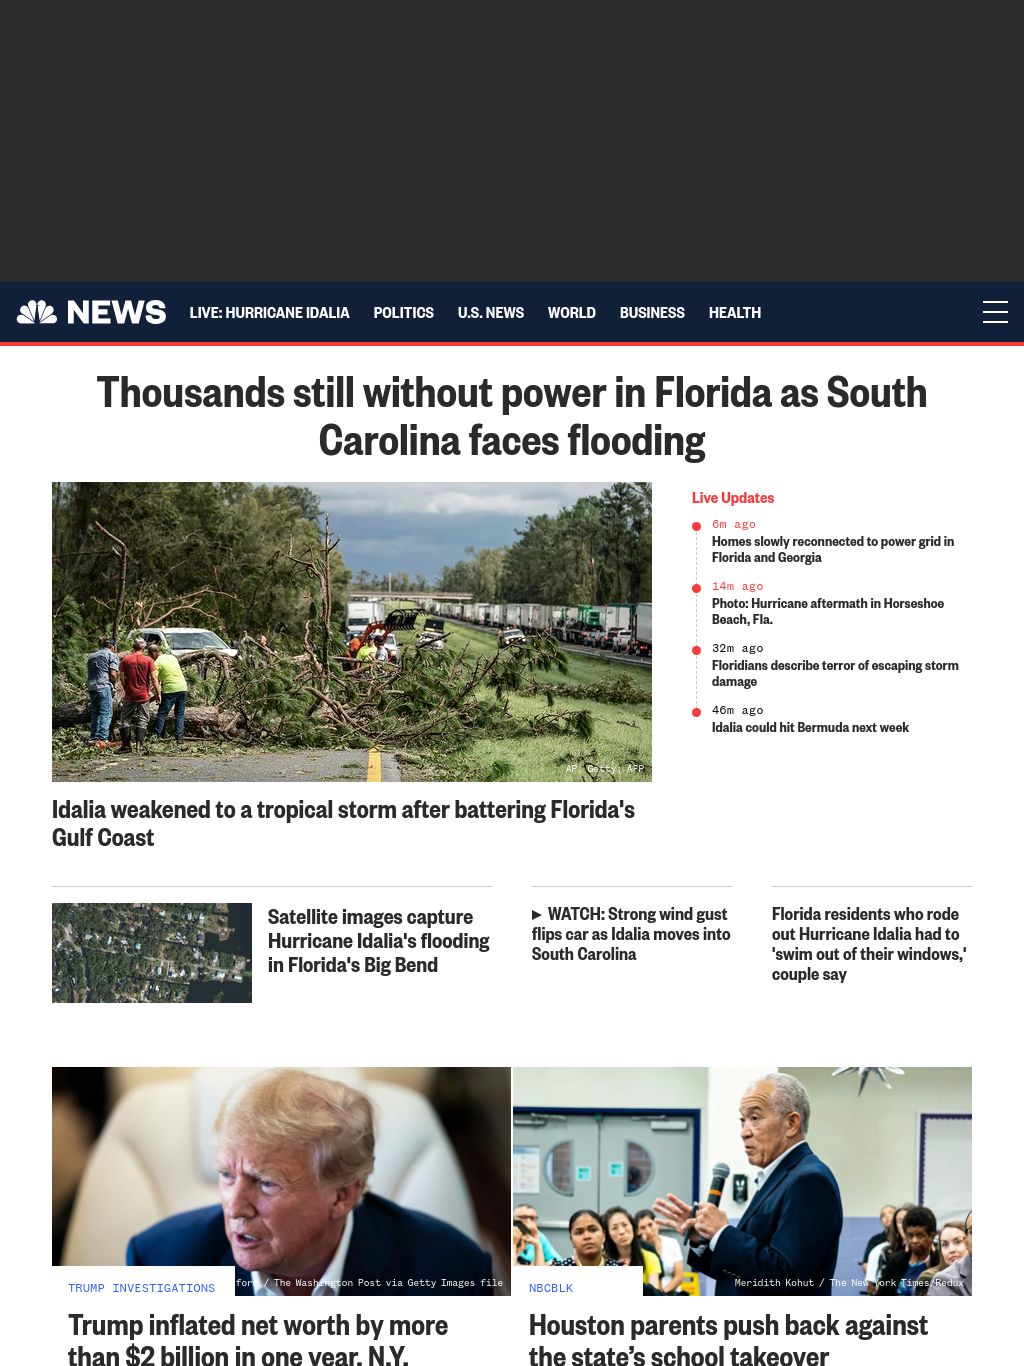 NEWS
LIVE: HURRICANE IDALIA
POLITICS
U.S. NEWS
WORLD
BUSINESS
HEALTH
Thousands still without power in Florida as South
Carolina faces flooding
AP; Getty; AFP
Idalia weakened to a tropical storm after battering Florida's
Gulf Coast
Live Updates
6m ago
Homes slowly reconnected to power grid in
Florida and Georgia
14m ago
Photo: Hurricane aftermath in Horseshoe
Beach, Fla.
32m ago
Floridians describe terror of escaping storm
damage
46m ago
Idalia could hit Bermuda next week
Satellite images capture
Hurricane Idalia's flooding
in Florida's Big Bend
▶ WATCH: Strong wind gust
flips car as Idalia moves into
South Carolina
Florida residents who rode
out Hurricane Idalia had to
'swim out of their windows,'
couple say
/ The Washington Post via Getty Images file
TRUMP INVESTIGATIONS
Trump inflated net worth by more
than $2 billion in one year, N.Y.
Meridith Kohut / The New York Times/Redux
NBCBLK
Houston parents push back against
the state’s school takeover